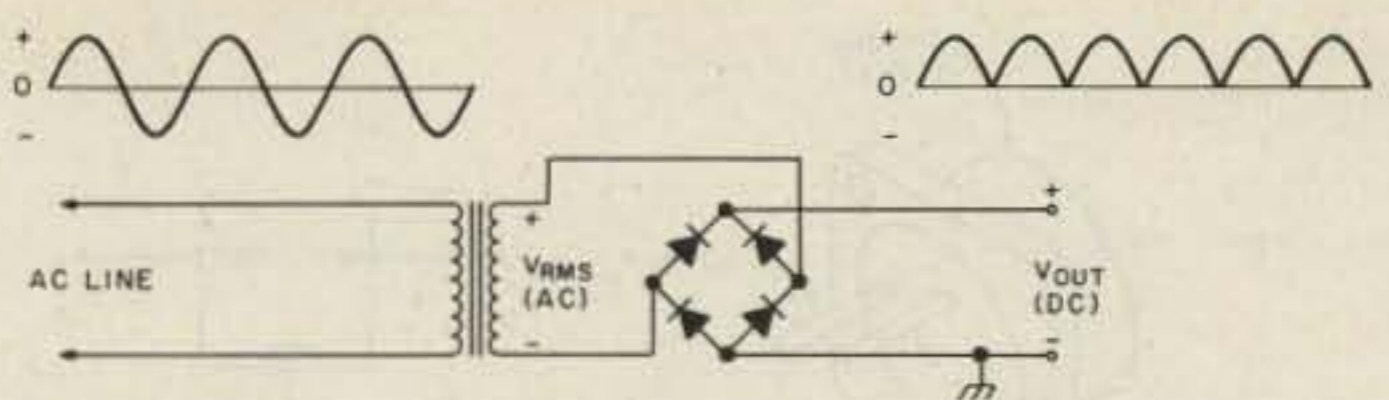 +
0
-
+
0
-
AC LINE
+
VRMS
(AC)
-
+
VOUT
(DC)
-